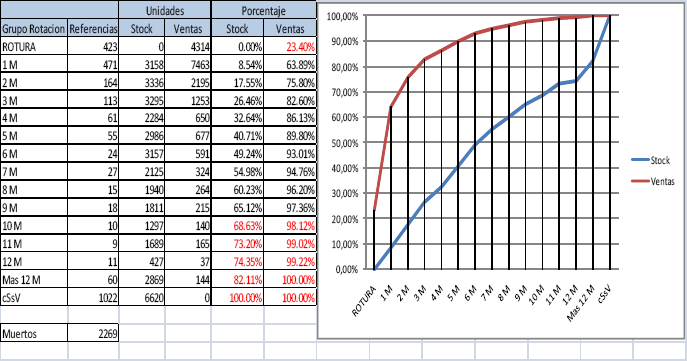 Unidades Porcentaje
Grupo Rotacion Referencias Stock Ventas Stock Ventas
ROTURA 423 0 4314 0.00% 23.40%
1 M 471 3158 7463 8.54% 63.89%
2 M 164 3336 2195 17.55% 75.80%
3 M 113 3295 1253 26.46% 82.60%
4 M 61 2284 650 32.64% 86.13%
5 M 55 2986 677 40.71% 89.80%
6 M 24 3157 591 49.24% 93.01%
7 M 27 2125 324 54.98% 94.76%
8 M 15 1940 264 60.23% 96.20%
9 M 18 1811 215 65.12% 97.36%
10 M 10 1297 140 68.63% 98.12%
11 M 9 1689 165 73.20% 99.02%
12 M 11 427 37 74.35% 99.22%
Mas 12 M 60 2869 144 82.11% 100.00%
cSsV 1022 6620 0 100.00% 100.00%
Muertos 2269
100,00%
90,00%
80,00%
70,00%
60,00%
50,00%
40,00%
30,00%
20,00%
10,00%
0,00%
ROTURA 1 M 2 M 3 M 4 M 5 M 6 M 7 M 8 M 9 M 10 M 11 M 12 M Mas 12 M cSsV
Stock
Ventas